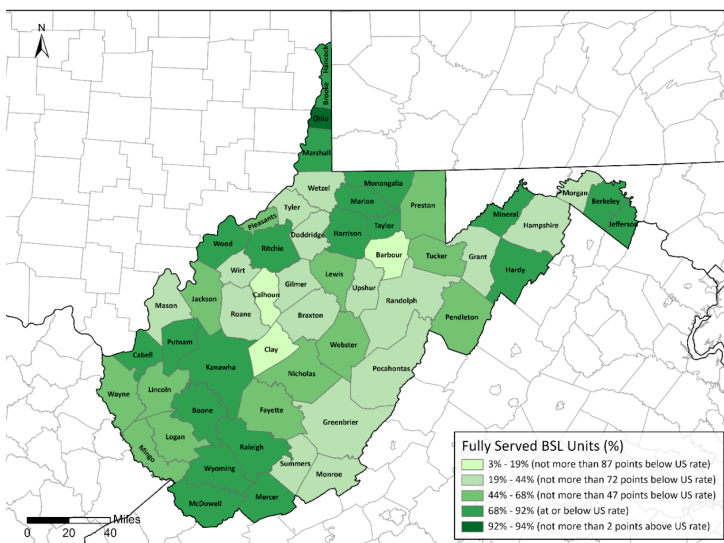 N
Hancock
Brooke
Ohio
Marshall
Wetzel
Monongalia
Marion
Preston
Morgan
Berkeley
Jefferson
Tyler
Pleasants
Doddridge
Harrison
Taylor
Mineral
Hampshire
Wood
Ritchie
Barbour
Tucker
Grant
Hardy
Wirt
Lewis
Gilmer
Calhoun
Upshur
Randolph
Mason
Jackson
Roane
Braxton
Pendleton
Putnam
Clay
Webster
Cabell
Kanawha
Nicholas
Pocahontas
Wayne
Lincoln
Boone
Fayette
Greenbrier
Logan
Mingo
Raleigh
Wyoming
Summers
Monroe
McDowell
Mercer
Miles
0 20 40
Fully Served BSL Units (%)
3% - 19% (not more than 87 points below US rate)
19% - 44% (not more than 72 points below US rate)
44% - 68% (not more than 47 points below US rate)
68% - 92% (at or below US rate)
92% - 94% (not more than 2 points above US rate)